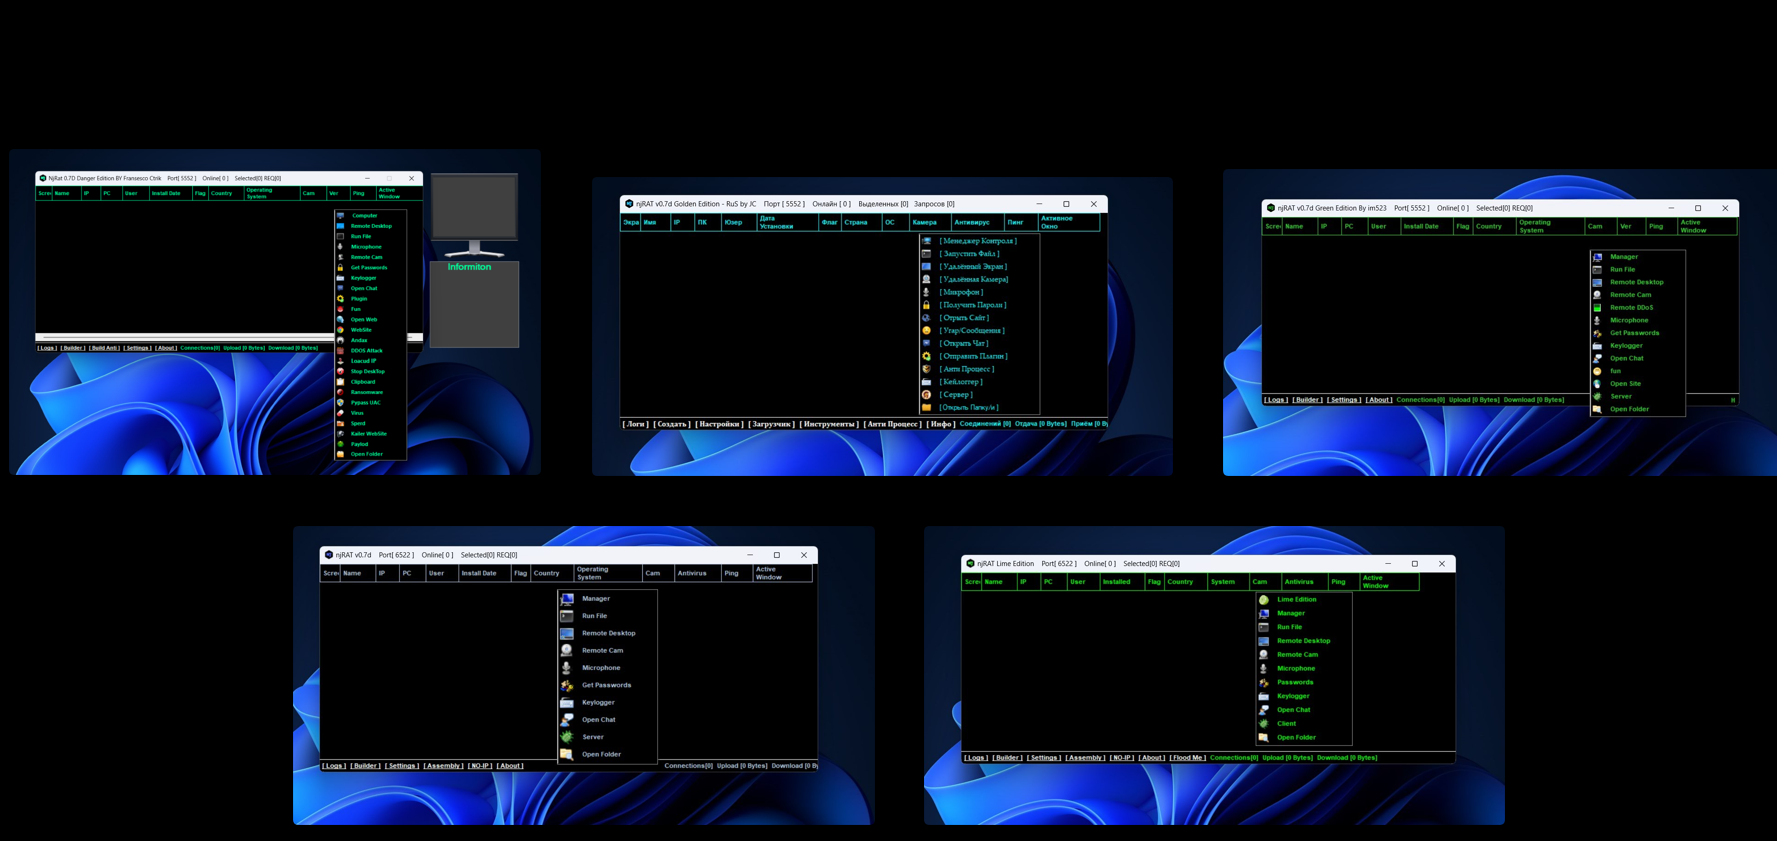 NjRat 0.7D Danger Edition BY Fransesco Ctrik Port[ 5552 ] Online[ 0 ] Selected[0] REQ[0]
Scree Name IP PC User Install Date Flag Country Operating System Cam Ver Ping Active Window
Computer
Remote Desktop
Run File
Microphone
Remote Cam
Get Passwords
Keylogger
Open Chat
Plugin
Fun
Open Web
WebSite
Andax
DDOS Attack
Loacud IP
Stop DeskTop
Clipboard
Ransomware
Pypass UAC
Virus
Sperd
Kailer WebSite
Paylod
Open Folder
Informiton
[ Logs ] [ Builder ] [ Build Anti ] [ Settings ] [ About ] Connections[0] Upload [0 Bytes] Download [0 Bytes]
njRAT v0.7d Golden Edition - RuS by JC Порт [ 5552 ] Онлайн [ 0 ] Выделенных [0] Запросов [0]
Экра Имя IP ПК Юзер Дата Установки Флаг Страна ОС Камера Антивирус Пинг Активное Окно
[ Менеджер Контроля ]
[ Запустить Файл ]
[ Удалённый Экран ]
[ Удалённая Камера]
[ Микрофон ]
[ Получить Пароли ]
[ Отрыть Сайт ]
[ Угар/Сообщения ]
[ Открыть Чат ]
[ Отправить Плагин ]
[ Анти Процесс ]
[ Кейлоггер ]
[ Сервер ]
[Открыть Папку/и ]
[ Логи ] [ Создать ] [ Настройки ] [ Загрузчик ] [ Инструменты ] [ Анти Процесс ] [ Инфо ] Соединений [0] Отдача [0 Bytes] Приём [0 By
njRAT v0.7d Green Edition By im523 Port[ 5552 ] Online[ 0 ] Selected[0] REQ[0]
Scree Name IP PC User Install Date Flag Country Operating System Cam Ver Ping Active Window
Manager
Run File
Remote Desktop
Remote Cam
Remote DDoS
Microphone
Get Passwords
Keylogger
Open Chat
fun
Open Site
Server
Open Folder
[ Logs ] [ Builder ] [ Settings ] [ About ] Connections[0] Upload [0 Bytes] Download [0 Bytes]
njRAT v0.7d Port[ 6522 ] Online[ 0 ] Selected[0] REQ[0]
Scree Name IP PC User Install Date Flag Country Operating System Cam Antivirus Ping Active Window
Manager
Run File
Remote Desktop
Remote Cam
Microphone
Get Passwords
Keylogger
Open Chat
Server
Open Folder
[ Logs ] [ Builder ] [ Settings ] [ Assembly ] [ NO-IP ] [ About ] Connections[0] Upload [0 Bytes] Download [0 By
njRAT Lime Edition Port[ 6522 ] Online[ 0 ] Selected[0] REQ[0]
Scree Name IP PC User Installed Flag Country System Cam Antivirus Ping Active Window
Lime Edition
Manager
Run File
Remote Desktop
Remote Cam
Microphone
Passwords
Keylogger
Open Chat
Client
Open Folder
[ Logs ] [ Builder ] [ Settings ] [ Assembly ] [ NO-IP ] [ About ] [ Flood Me ] Connections[0] Upload [0 Bytes] Download [0 Bytes]